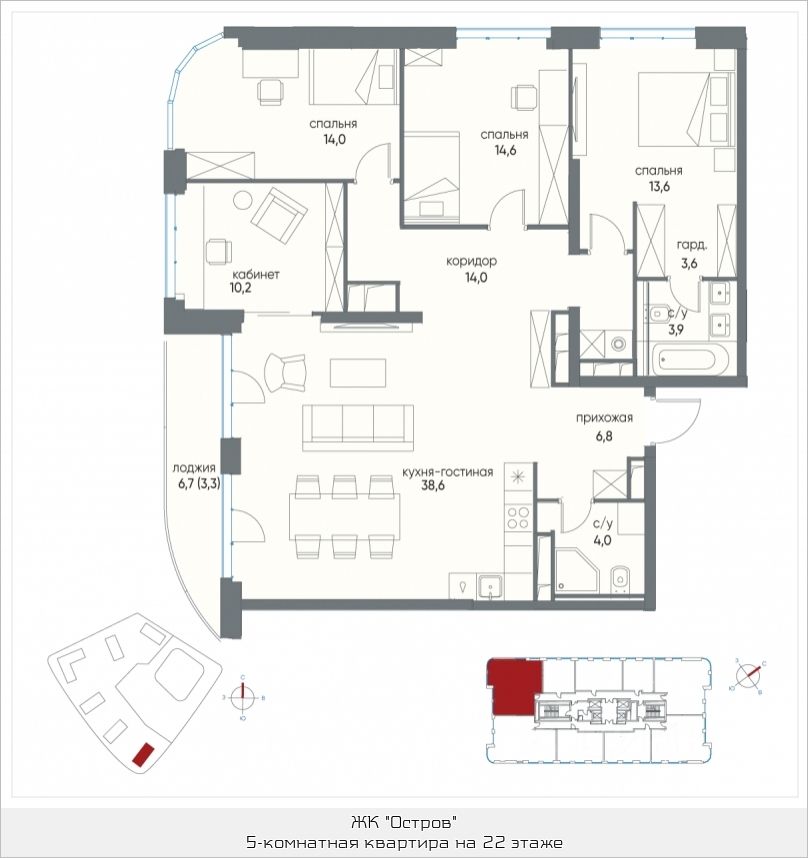 спальня
14,0
спальня
14,6
спальня
13,6
кабинет
10,2
коридор
14,0
гард.
3,6
с/у
3,9
прихожая
6,8
лоджия
6,7 (3,3)
кухня-гостиная
38,6
с/у
4,0
С
З
В
Ю
З
С
Ю
В
ЖК "Остров"
5-комнатная квартира на 22 этаже